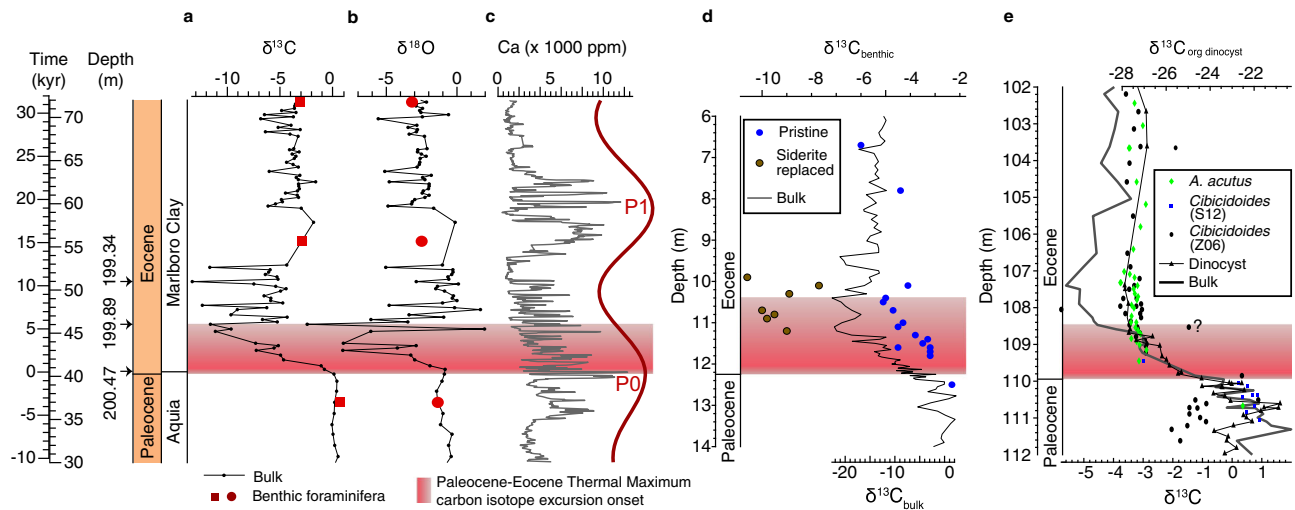 a b c d e
Time (kyr)
Depth (m)
δ13C
-10 -5 0 5
δ18O
-5 0
Ca (x 1000 ppm)
0 5 10
30
25
20
15
10
5
0
-5
-10
70
65
60
55
50
45
40
35
30
199.34
199.89
200.47
Eocene
Paleocene
Marlboro Clay
Aquia
P1
P0
Bulk
Benthic foraminifera
Paleocene-Eocene Thermal Maximum
carbon isotope excursion onset
δ13Cbenthic
-10 -8 -6 -4 -2
Depth (m)
6
7
8
9
10
11
12
13
14
Eocene
Paleocene
Pristine
Siderite
replaced
Bulk
-20 -10 0 2
δ13Cbulk
δ13Corg dinocyst
-28 -26 -24 -22
Depth (m)
102
103
104
105
106
107
108
109
110
111
112
Eocene
Paleocene
A. acutus
Cibicidoides
(S12)
Cibicidoides
(Z06)
Dinocyst
Bulk
?
-5 -4 -3 -2 -1 0 1
δ13C